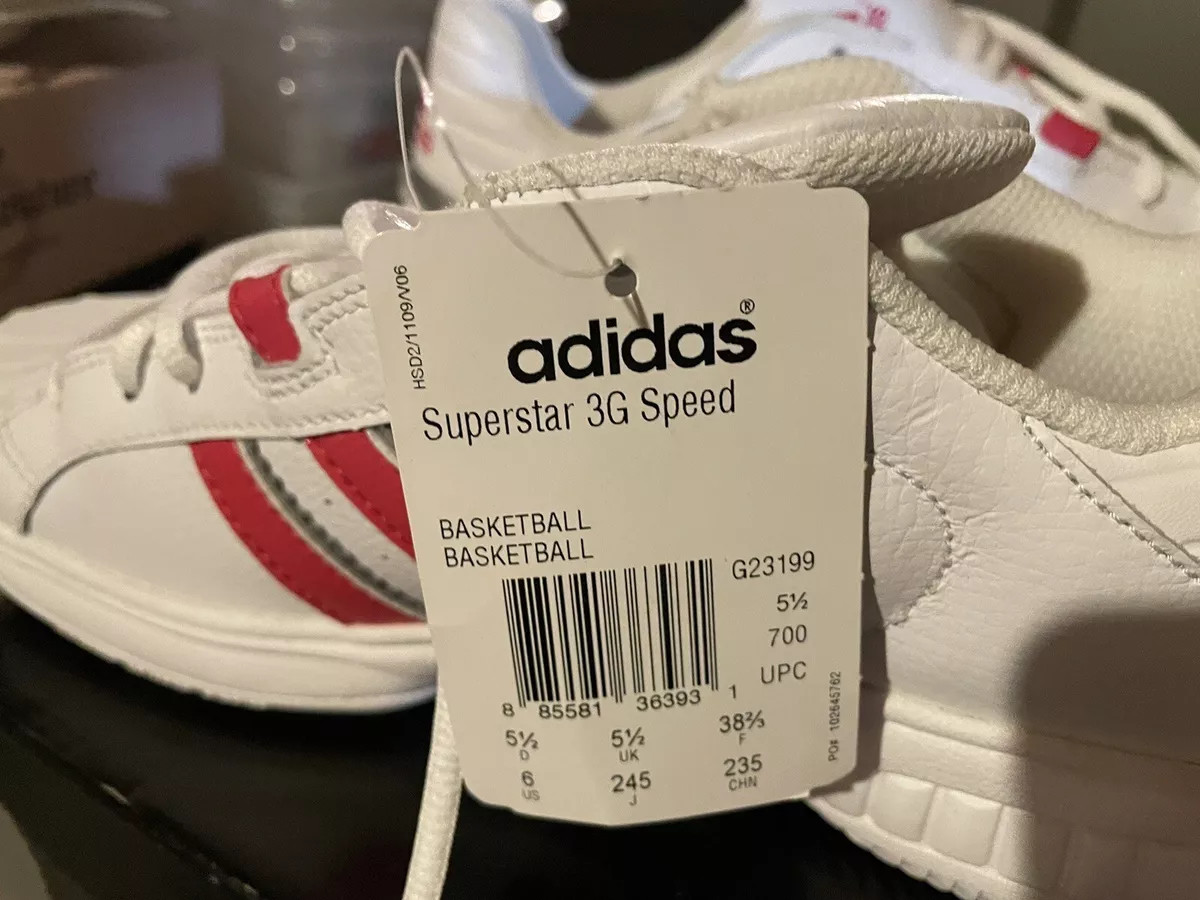 HSD2/1109/V06
adidas®
Superstar 3G Speed
BASKETBALL
BASKETBALL
G23199
5½
700
UPC
8 85581 36393 1
5½ 5½ 38⅔
D UK F
6 245 235
US J CHN
PO# 102645762